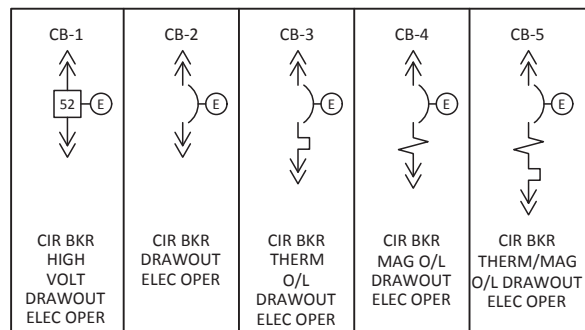 CB-1
52
E
CIR BKR
HIGH
VOLT
DRAWOUT
ELEC OPER
CB-2
E
CIR BKR
DRAWOUT
ELEC OPER
CB-3
E
CIR BKR
THERM
O/L
DRAWOUT
ELEC OPER
CB-4
E
CIR BKR
MAG O/L
DRAWOUT
ELEC OPER
CB-5
E
CIR BKR
THERM/MAG
O/L DRAWOUT
ELEC OPER